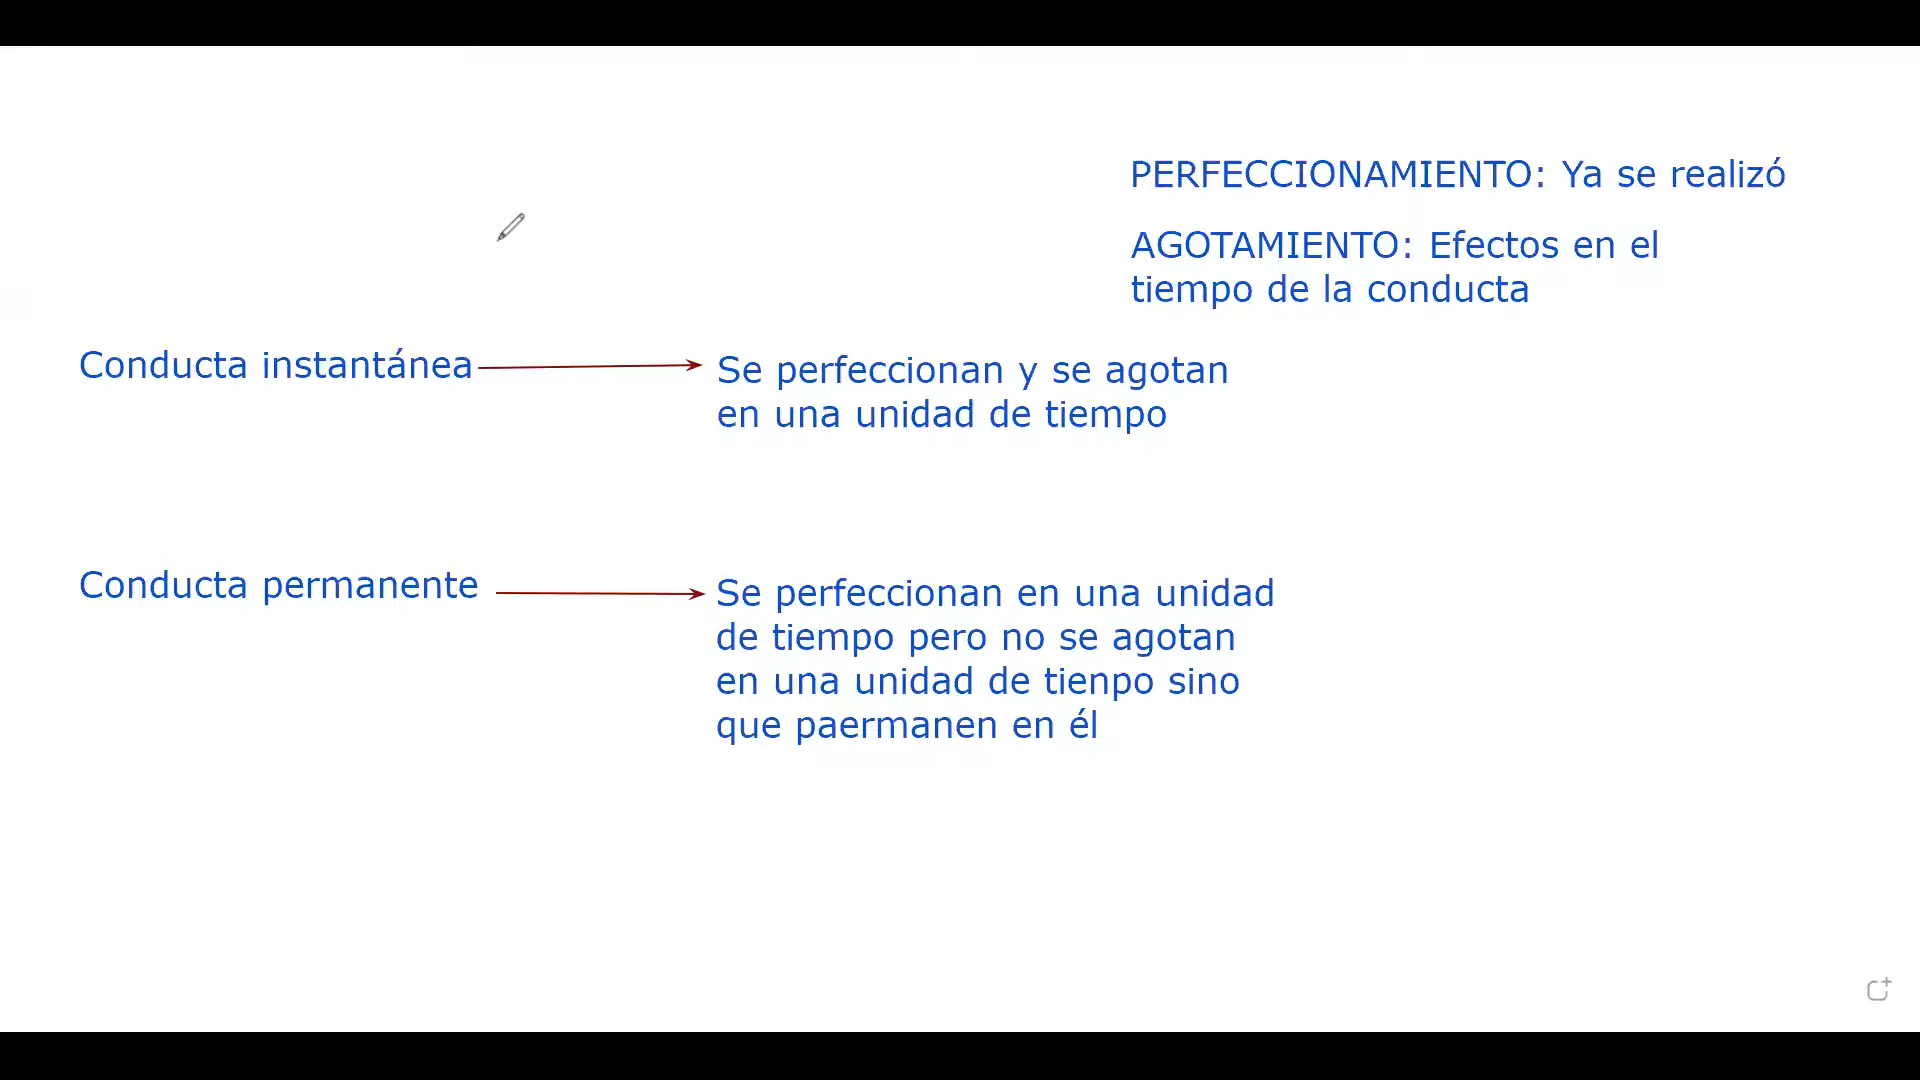 PERFECCIONAMIENTO: Ya se realizó
AGOTAMIENTO: Efectos en el
tiempo de la conducta
Conducta instantánea
Se perfeccionan y se agotan
en una unidad de tiempo
Conducta permanente
Se perfeccionan en una unidad
de tiempo pero no se agotan
en una unidad de tienpo sino
que paermanen en él